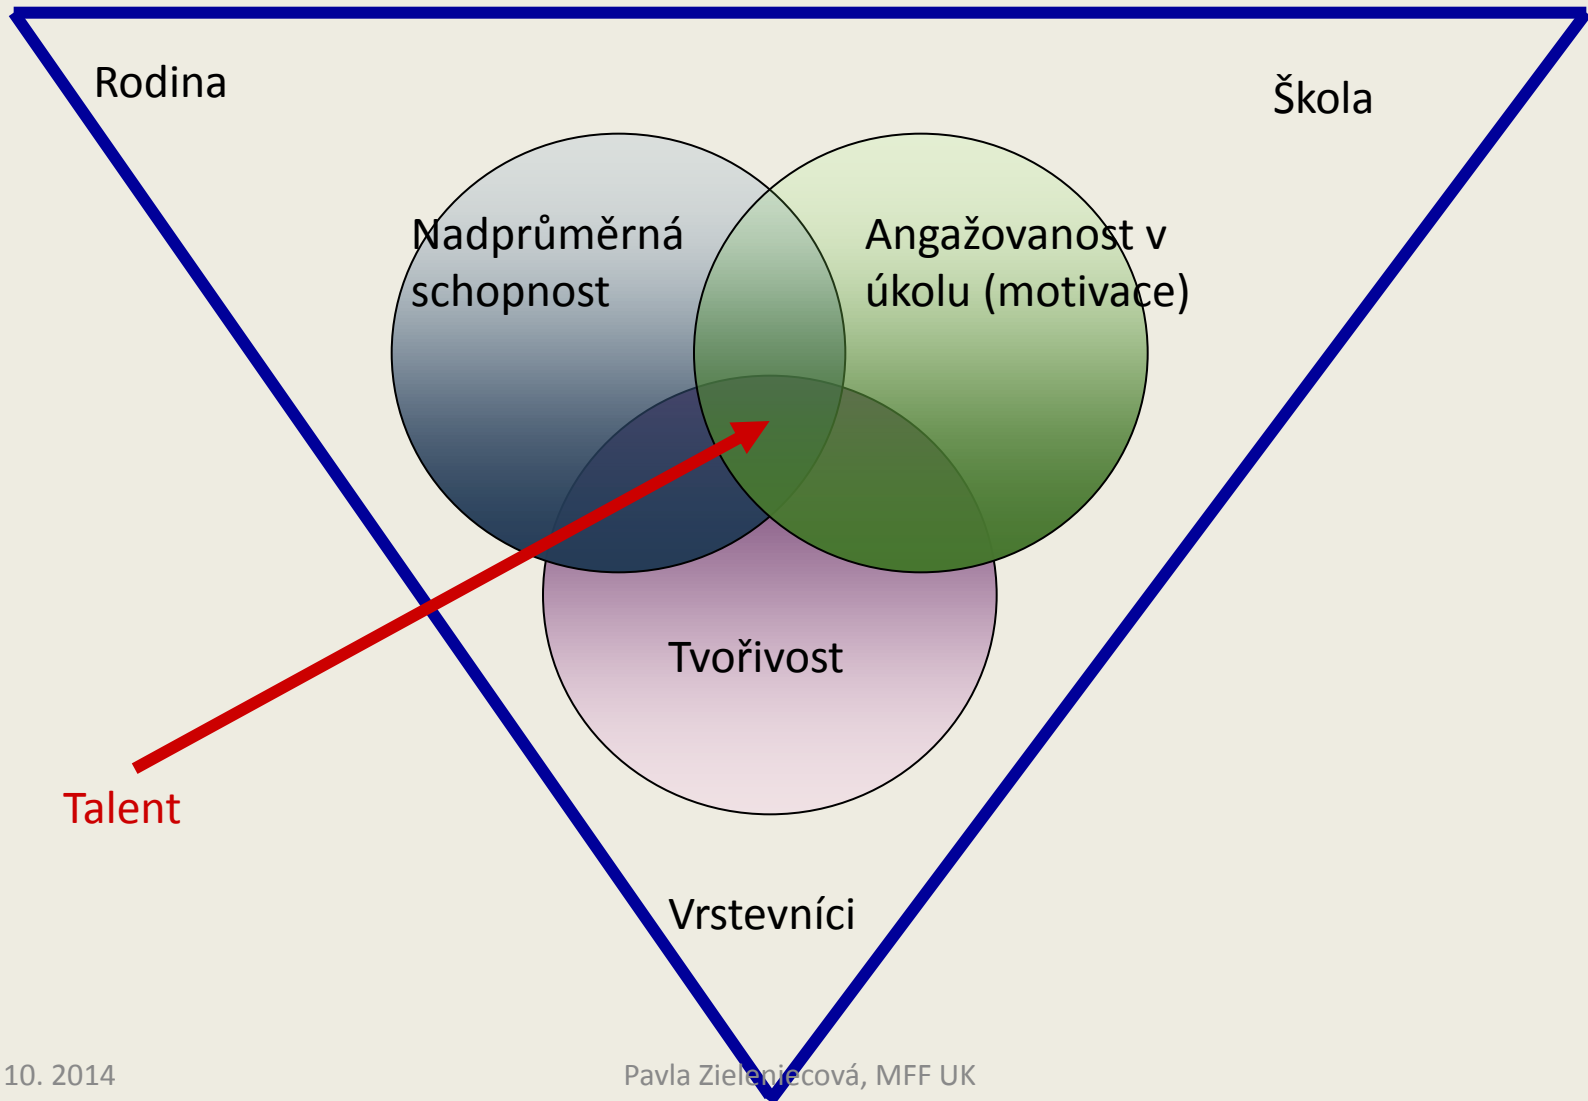 Rodina
Škola
Nadprůměrná
schopnost
Angažovanost v
úkolu (motivace)
Tvořivost
Talent
Vrstevníci
10. 2014
Pavla Zieleniecová, MFF UK